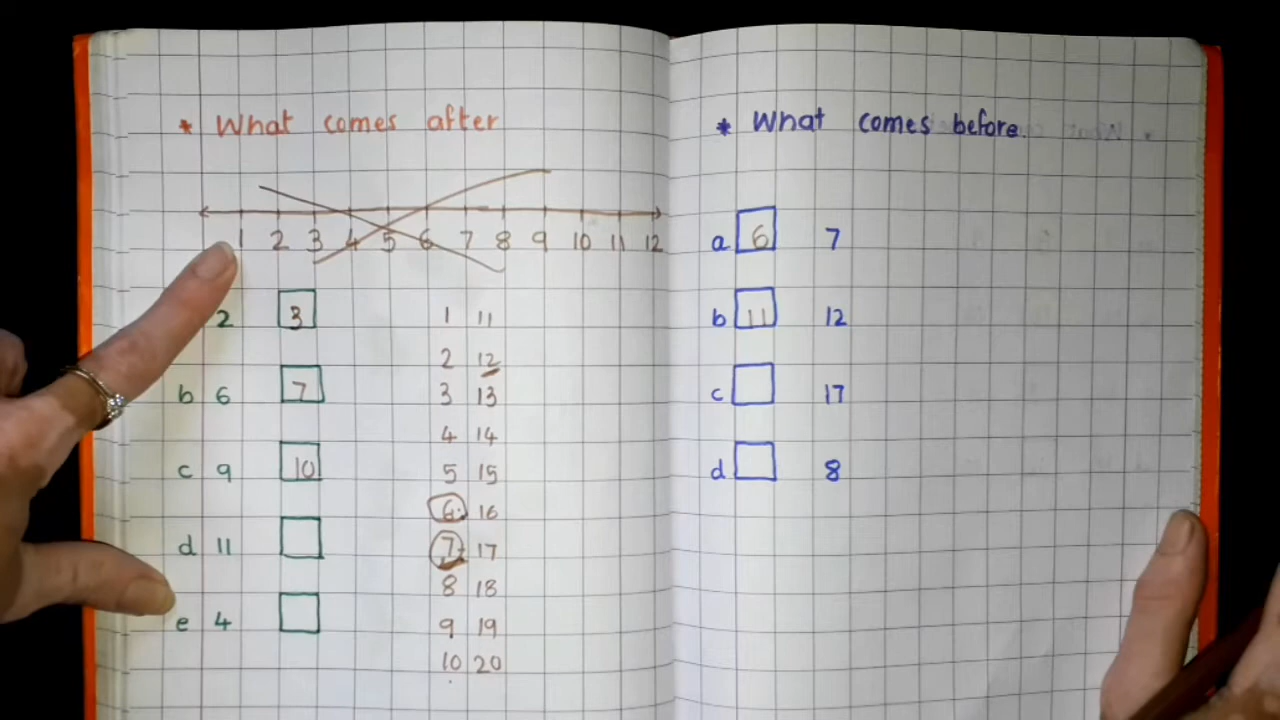 * What comes after
1 2 3 4 5 6 7 8 9 10 11 12
2 3
b 6 7
c 9 10
d 11
e 4
1 11
2 12
3 13
4 14
5 15
6 16
7 17
8 18
9 19
10 20
* What comes before.
a 6 7
b 11 12
c 17
d 8